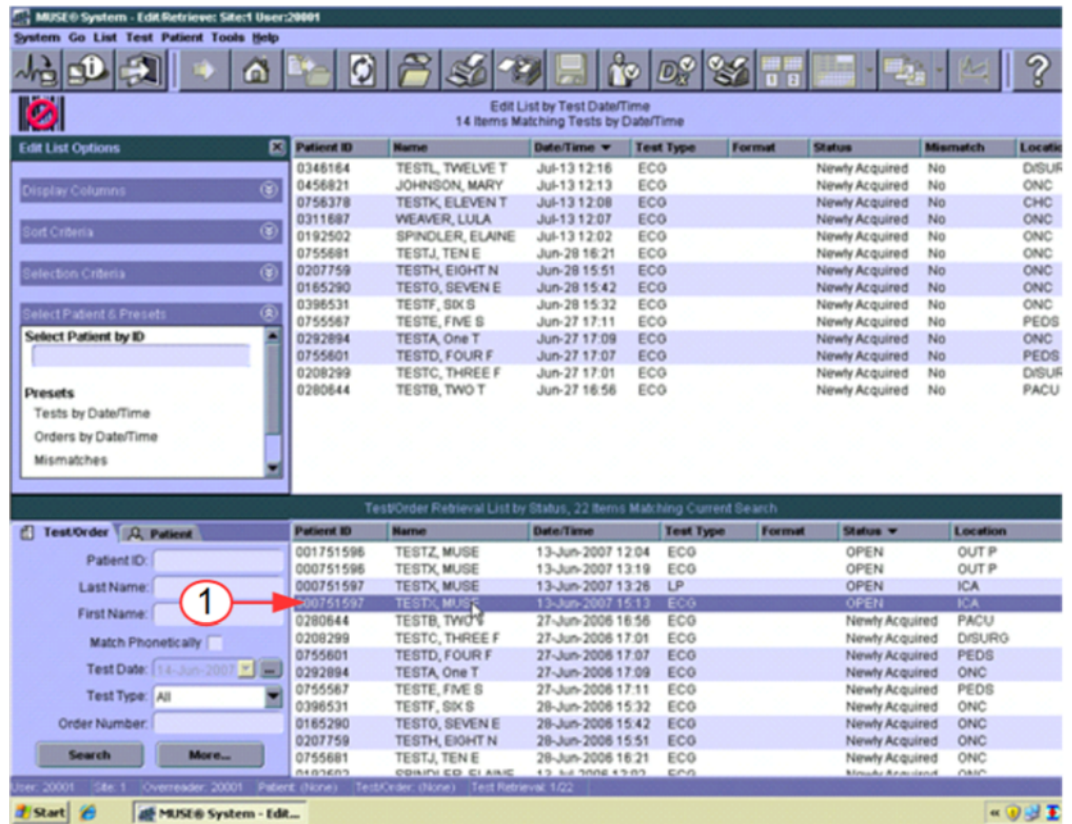 MUSE® System - Edit/Retrieve: Site:1 User:20001
System Go List Test Patient Tools Help
Edit List by Test Date/Time
14 Items Matching Tests by Date/Time
Edit List Options
Display Columns
Sort Criteria
Selection Criteria
Select Patient & Presets
Select Patient by ID
Presets
Tests by Date/Time
Orders by Date/Time
Mismatches
Patient ID Name Date/Time Test Type Format Status Mismatch Locatio
0346164 TESTL, TWELVE T Jul-13 12:16 ECG Newly Acquired No D/SUR
0456821 JOHNSON, MARY Jul-13 12:13 ECG Newly Acquired No ONC
0756378 TESTK, ELEVEN T Jul-13 12:08 ECG Newly Acquired No CHC
0311687 WEAVER, LULA Jul-13 12:07 ECG Newly Acquired No ONC
0192502 SPINDLER, ELAINE Jul-13 12:02 ECG Newly Acquired No ONC
0755681 TESTJ, TEN E Jun-28 16:21 ECG Newly Acquired No ONC
0207759 TESTH, EIGHT N Jun-28 15:51 ECG Newly Acquired No ONC
0165290 TESTG, SEVEN E Jun-28 15:42 ECG Newly Acquired No ONC
0396531 TESTF, SIX S Jun-28 15:32 ECG Newly Acquired No ONC
0755567 TESTE, FIVE S Jun-27 17:11 ECG Newly Acquired No PEDS
0292894 TESTA, One T Jun-27 17:09 ECG Newly Acquired No ONC
0755601 TESTD, FOUR F Jun-27 17:07 ECG Newly Acquired No PEDS
0208299 TESTC, THREE F Jun-27 17:01 ECG Newly Acquired No D/SUR
0280644 TESTB, TWO T Jun-27 16:56 ECG Newly Acquired No PACU
Test/Order Retrieval List by Status, 22 Items Matching Current Search
Test/Order Patient
Patient ID:
Last Name:
First Name:
Match Phonetically
Test Date: 14-Jun-2007 ...
Test Type: All
Order Number:
Search More...
1
Patient ID Name Date/Time Test Type Format Status Location
001751596 TESTZ, MUSE 13-Jun-2007 12:04 ECG OPEN OUT P
000751596 TESTX, MUSE 13-Jun-2007 13:19 ECG OPEN OUT P
000751597 TESTX, MUSE 13-Jun-2007 13:26 LP OPEN ICA
000751597 TESTX, MUSE 13-Jun-2007 15:13 ECG OPEN ICA
0280644 TESTB, TWO T 27-Jun-2006 16:56 ECG Newly Acquired PACU
0208299 TESTC, THREE F 27-Jun-2006 17:01 ECG Newly Acquired D/SURG
0755601 TESTD, FOUR F 27-Jun-2006 17:07 ECG Newly Acquired PEDS
0292894 TESTA, One T 27-Jun-2006 17:09 ECG Newly Acquired ONC
0755567 TESTE, FIVE S 27-Jun-2006 17:11 ECG Newly Acquired PEDS
0396531 TESTF, SIX S 28-Jun-2006 15:32 ECG Newly Acquired ONC
0165290 TESTG, SEVEN E 28-Jun-2006 15:42 ECG Newly Acquired ONC
0207759 TESTH, EIGHT N 28-Jun-2006 15:51 ECG Newly Acquired ONC
0755681 TESTJ, TEN E 28-Jun-2006 16:21 ECG Newly Acquired ONC
0192502 SPINDLER, ELAINE 13-Jul-2006 12:02 ECG Newly Acquired ONC
User: 20001 Site: 1 Overreader: 20001 Patient: (None) Test/Order: (None) Test Retrieval: 1/22
Start MUSE® System - Edit...